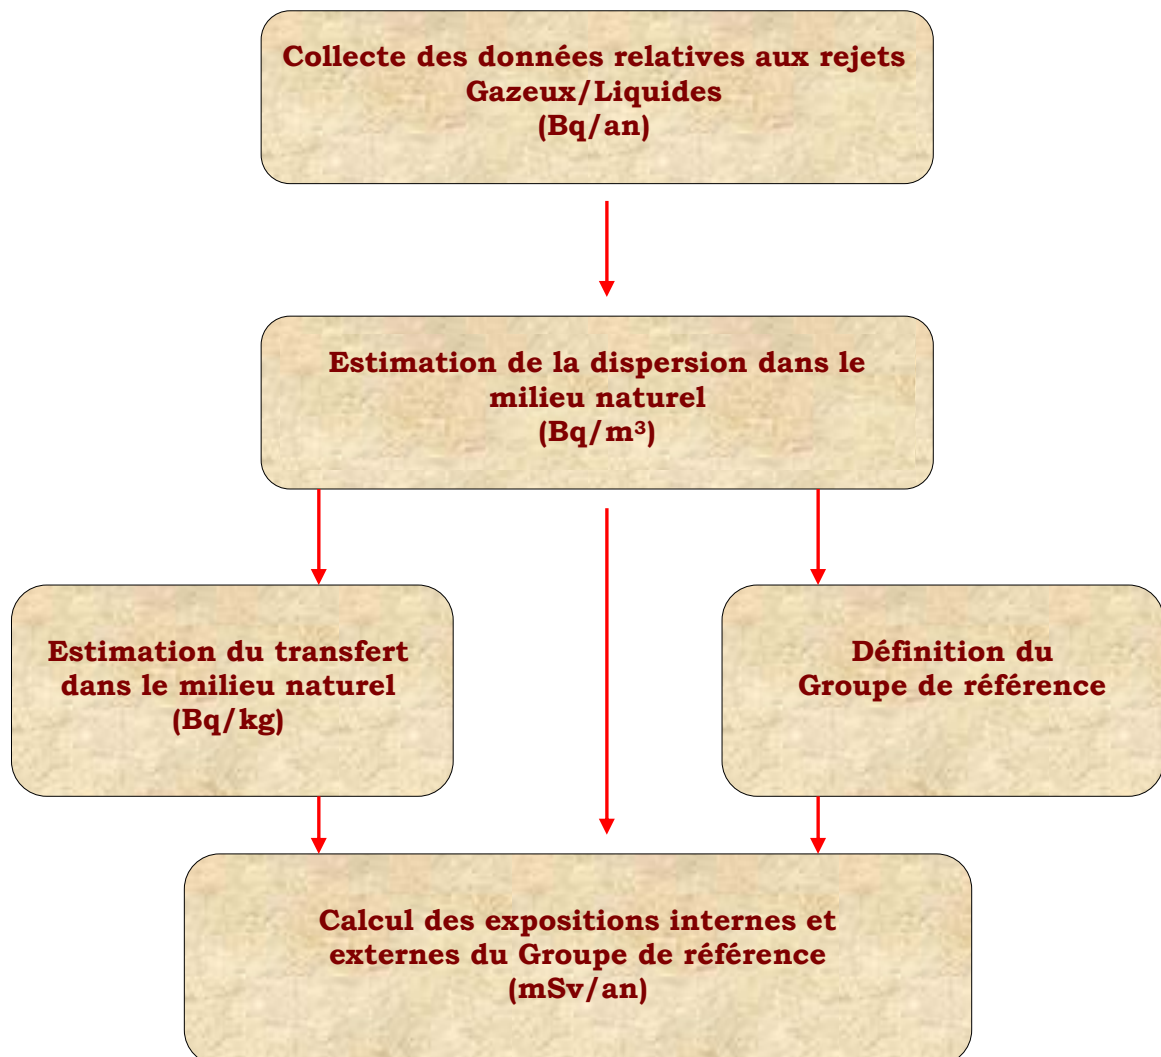 Collecte des données relatives aux rejets
Gazeux/Liquides
(Bq/an)
Estimation de la dispersion dans le
milieu naturel
(Bq/m³)
Estimation du transfert
dans le milieu naturel
(Bq/kg)
Définition du
Groupe de référence
Calcul des expositions internes et
externes du Groupe de référence
(mSv/an)